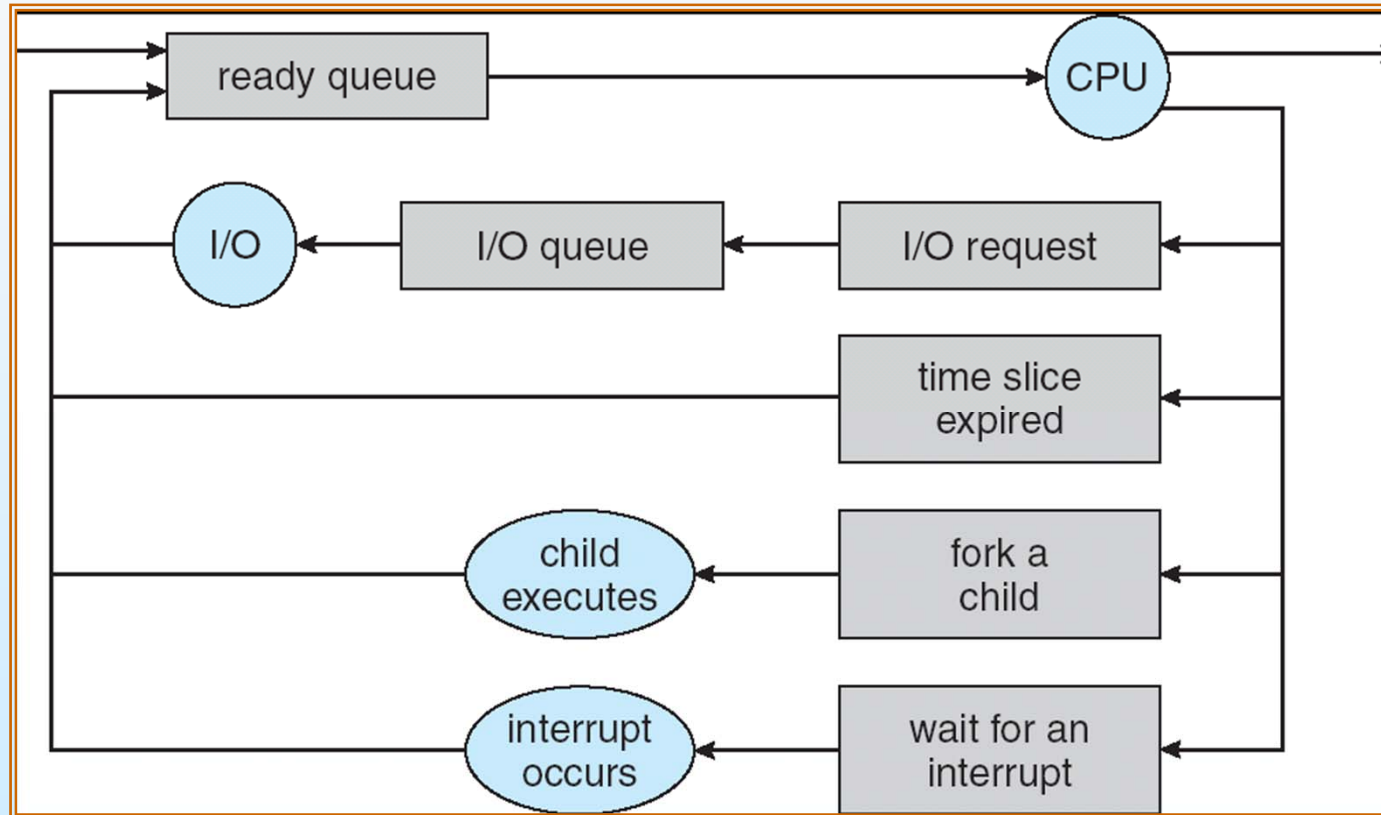 ready queue
CPU
I/O
I/O queue
I/O request
time slice
expired
child
executes
fork a
child
interrupt
occurs
wait for an
interrupt